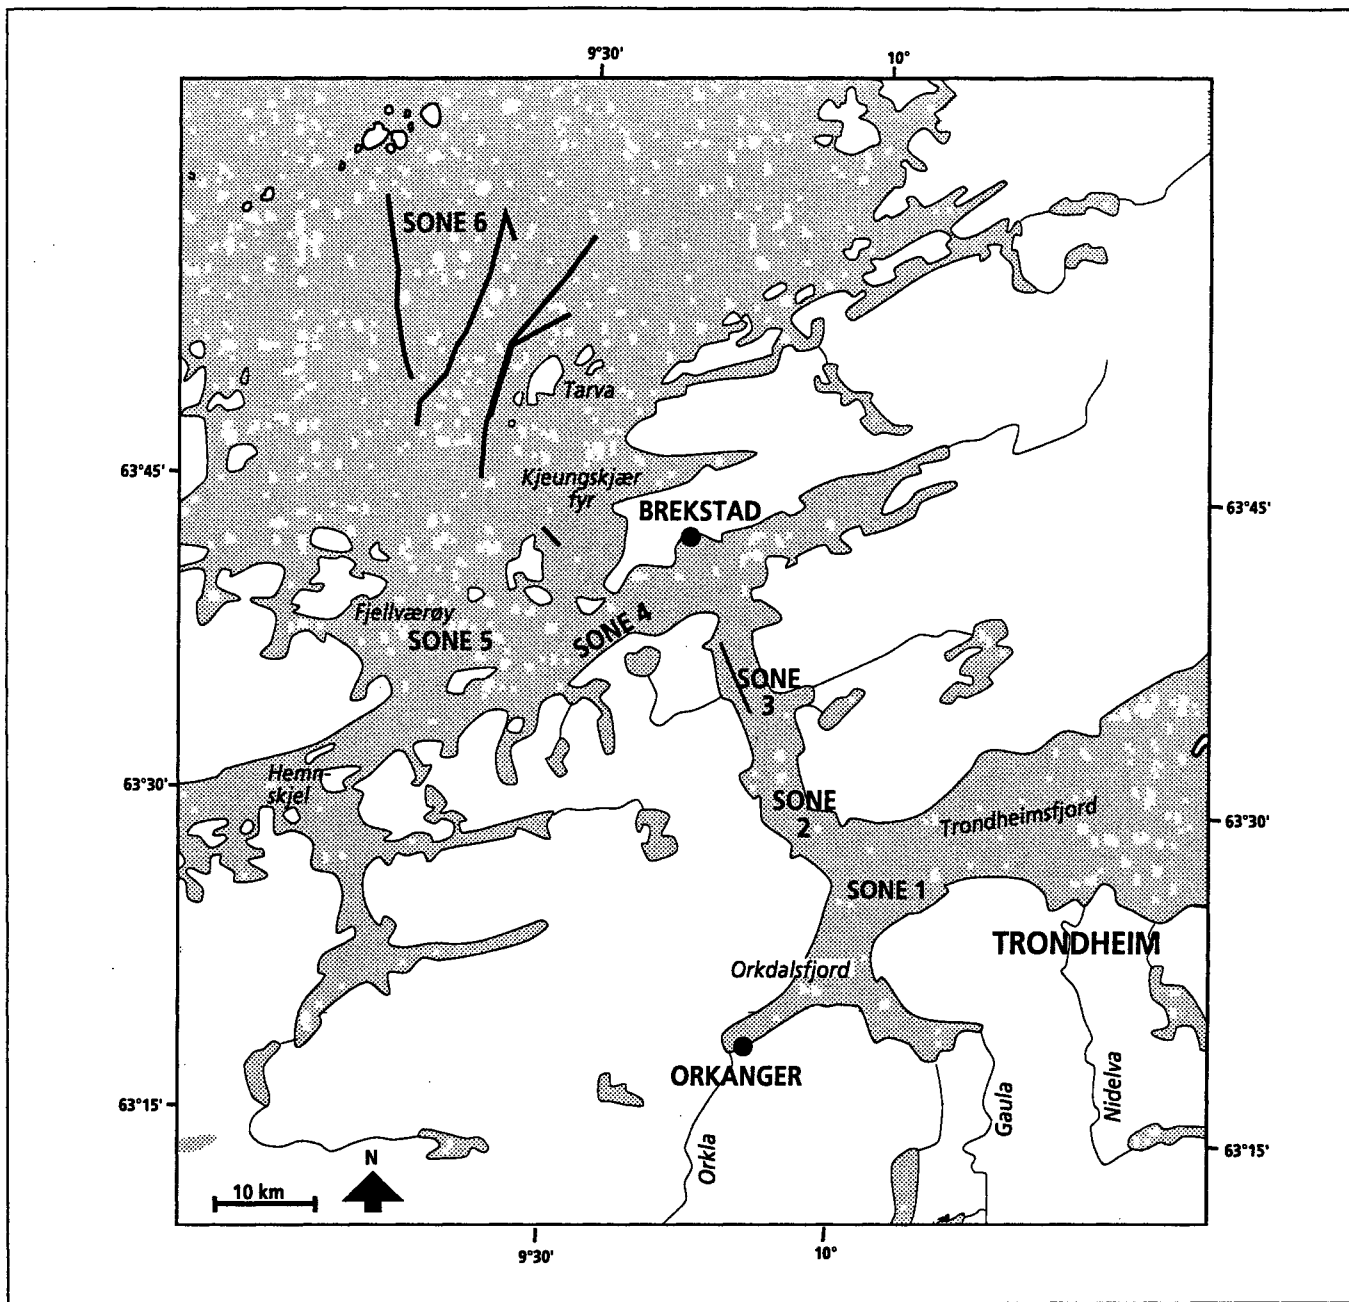 9°30'
10°
SONE 6
Tarva
63°45'
Kjeungskjær
fyr
BREKSTAD
63°45'
Fjellværøy
SONE 5
SONE 4
SONE
3
63°30'
Hemn-
skjel
SONE
2
Trondheimsfjord
63°30'
SONE 1
TRONDHEIM
Orkdalsfjord
ORKANGER
63°15'
Orkla
Gaula
Nidelva
63°15'
N
10 km
9°30'
10°